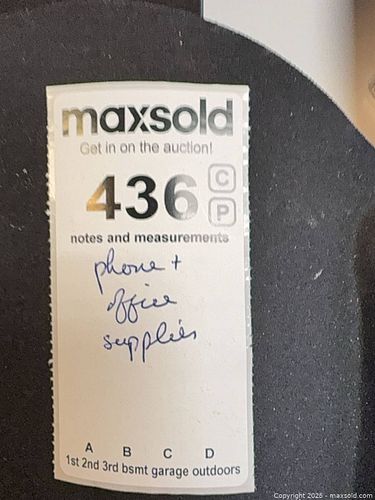 maxsold
Get in on the auction!
436 C
P
notes and measurements
phone +
office
supplies
A B C D
1st 2nd 3rd bsmt garage outdoors
Copyright 2025 - maxsold.com